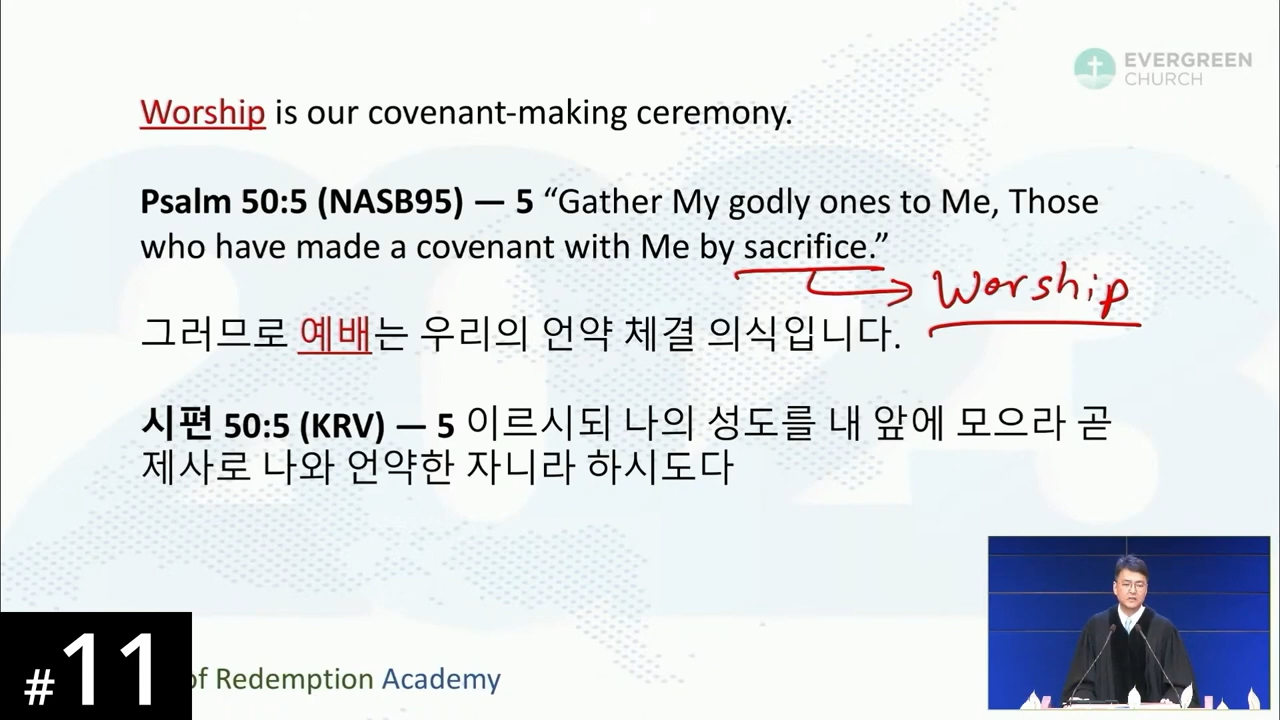 EVERGREEN
CHURCH
Worship is our covenant-making ceremony.
Psalm 50:5 (NASB95) — 5 “Gather My godly ones to Me, Those
who have made a covenant with Me by sacrifice.”
Worship
그러므로 예배는 우리의 언약 체결 의식입니다.
시편 50:5 (KRV) — 5 이르시되 나의 성도를 내 앞에 모으라 곧
제사로 나와 언약한 자니라 하시도다
#11
of Redemption Academy